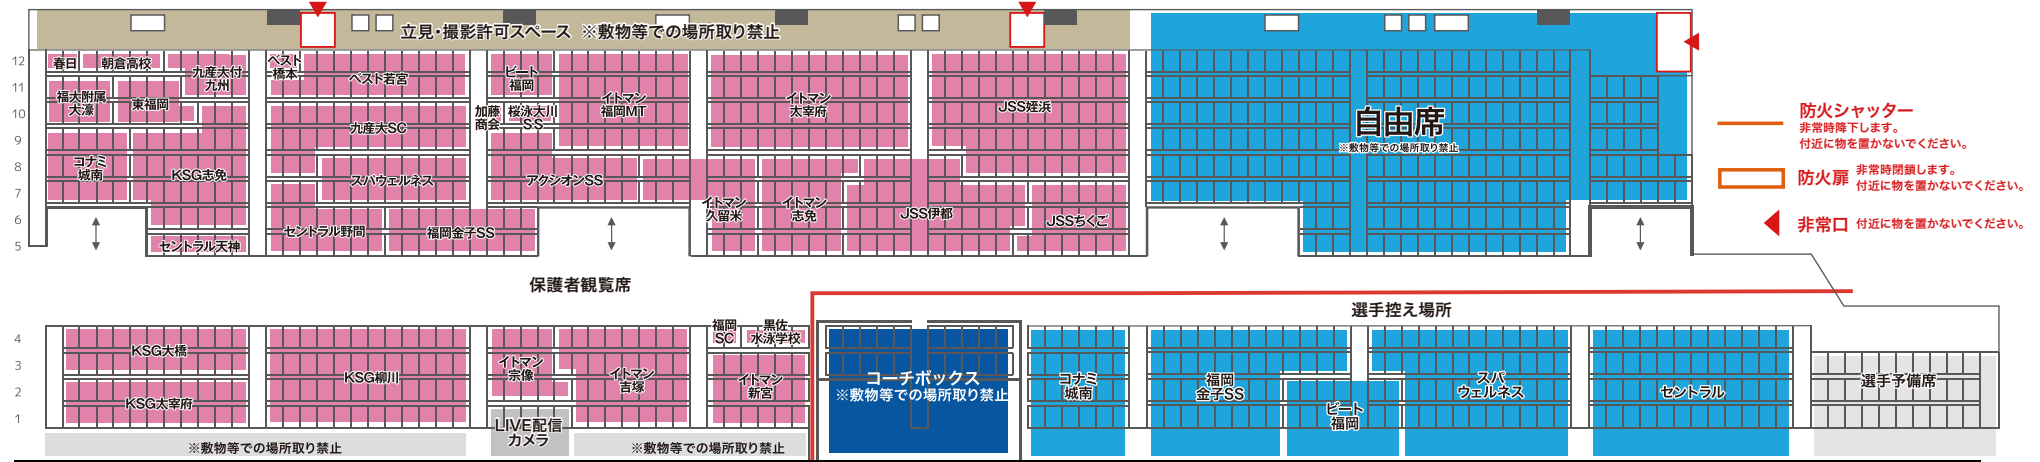 立見・撮影許可スペース ※敷物等での場所取り禁止
12
11
10
9
8
7
6
5
春日
朝倉高校
九産大付
九州
福大附属
大濠
東福岡
コナミ
城南
KSG志免
セントラル天神
ベスト
橋本
ベスト若宮
九産大SC
スパウェルネス
セントラル野間
福岡金子SS
ビート
福岡
加藤
商会
桜泳大川
SS
イトマン
福岡MT
アクシオンSS
イトマン
久留米
イトマン
太宰府
イトマン
志免
JSS姪浜
JSS伊都
JSSちくご
自由席
※敷物等での場所取り禁止
防火シャッター
非常時降下します。
付近に物を置かないでください。
防火扉
非常時閉鎖します。
付近に物を置かないでください。
非常口
付近に物を置かないでください。
保護者観覧席
選手控え場所
4
3
2
1
KSG大橋
KSG太宰府
KSG柳川
イトマン
宗像
LIVE配信
カメラ
イトマン
吉塚
福岡
SC
黒佐
水泳学校
イトマン
新宮
コーチボックス
※敷物等での場所取り禁止
コナミ
城南
福岡
金子SS
ビート
福岡
スパ
ウェルネス
セントラル
選手予備席
※敷物等での場所取り禁止
※敷物等での場所取り禁止